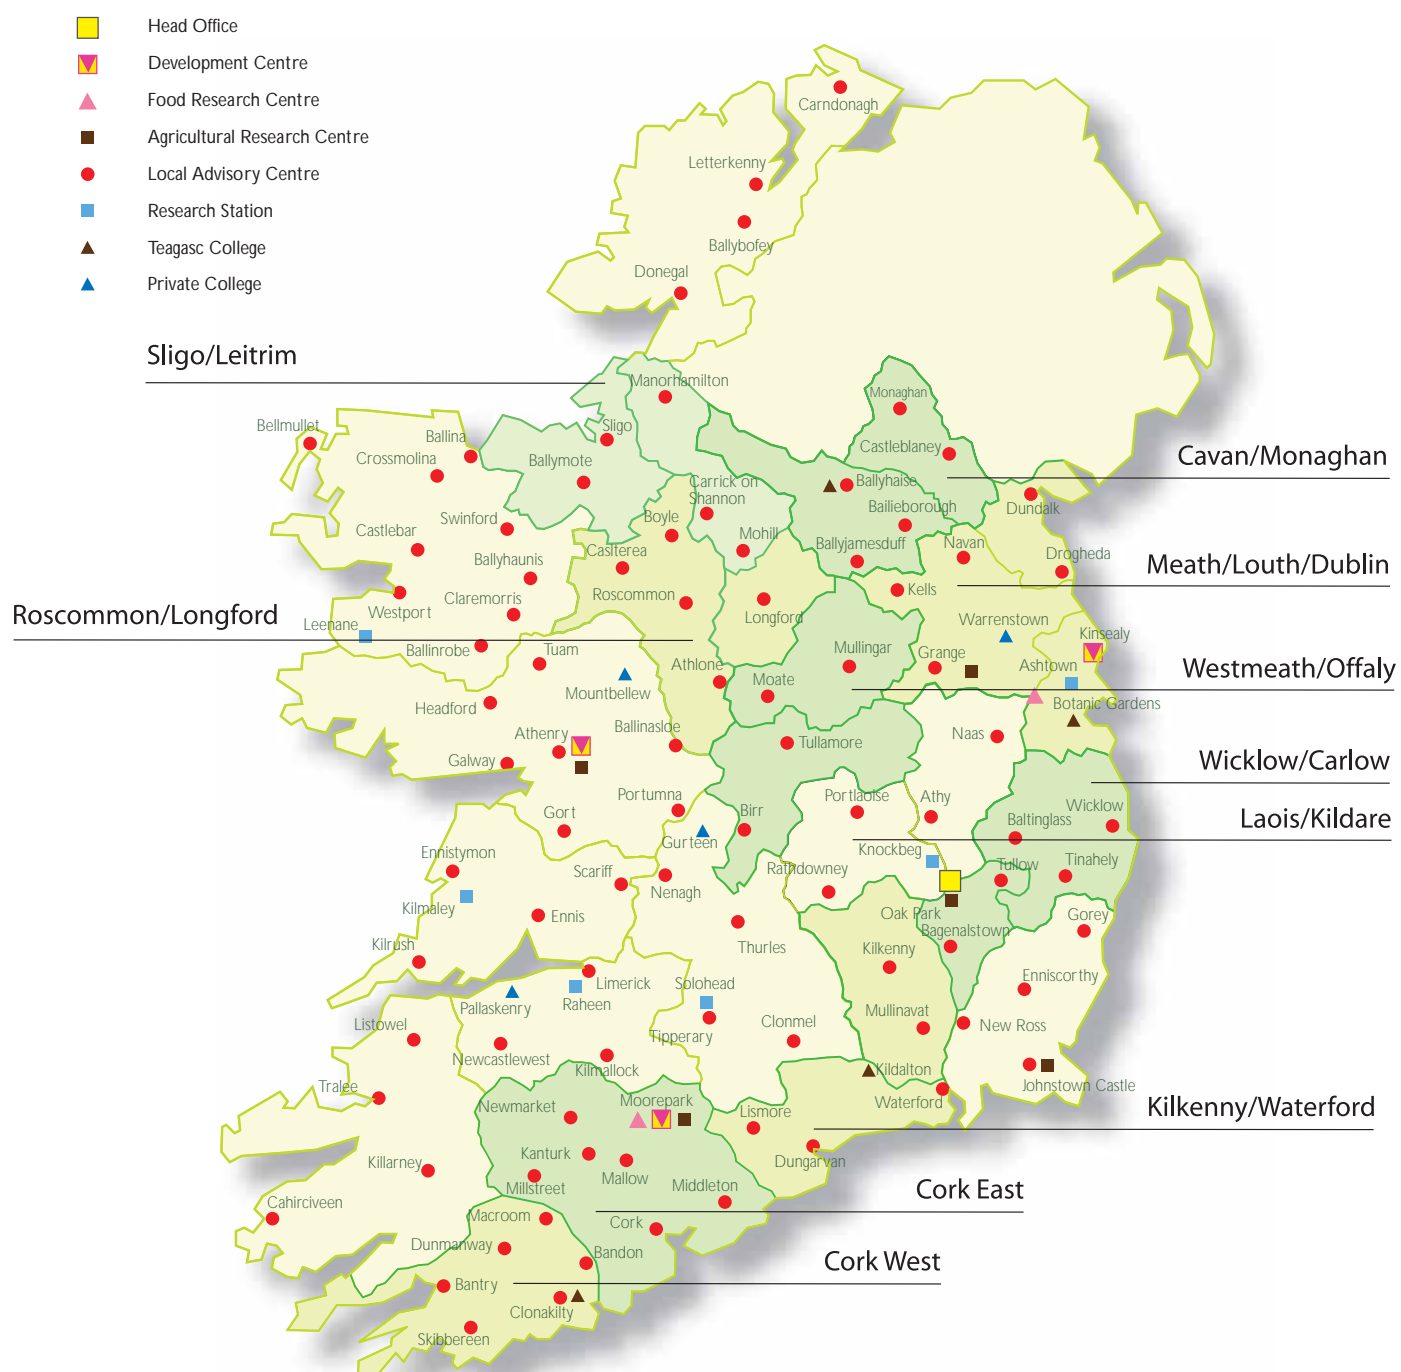 Head Office
Development Centre
Food Research Centre
Agricultural Research Centre
Local Advisory Centre
Research Station
Teagasc College
Private College
Carndonagh
Letterkenny
Ballybofey
Donegal
Sligo/Leitrim
Manorhamilton
Monaghan
Bellmullet
Ballina
Sligo
Castleblaney
Cavan/Monaghan
Crossmolina
Ballymote
Carrick on
Shannon
Ballyhaise
Bailieborough
Dundalk
Swinford
Boyle
Castlebar
Mohill
Ballyjamesduff
Navan
Drogheda
Ballyhaunis
Caslterea
Meath/Louth/Dublin
Kells
Claremorris
Roscommon
Westport
Roscommon/Longford
Longford
Warrenstown
Leenane
Kinsealy
Ballinrobe
Tuam
Mullingar
Grange
Ashtown
Athlone
Westmeath/Offaly
Mountbellew
Moate
Headford
Botanic Gardens
Ballinasloe
Athenry
Naas
Tullamore
Galway
Wicklow/Carlow
Portumna
Portlaoise
Athy
Wicklow
Gort
Birr
Baltinglass
Laois/Kildare
Gurteen
Knockbeg
Ennistymon
Scariff
Rathdowney
Tullow
Tinahely
Nenagh
Kilmaley
Ennis
Oak Park
Gorey
Bagenalstown
Kilrush
Thurles
Kilkenny
Limerick
Solohead
Enniscorthy
Pallaskenry
Raheen
Mullinavat
Listowel
Clonmel
New Ross
Tipperary
Newcastlewest
Kilmallock
Kildalton
Tralee
Johnstown Castle
Newmarket
Moorepark
Lismore
Waterford
Kilkenny/Waterford
Kanturk
Killarney
Mallow
Dungarvan
Millstreet
Middleton
Cork East
Cahirciveen
Macroom
Cork
Dunmanway
Bandon
Cork West
Bantry
Clonakilty
Skibbereen